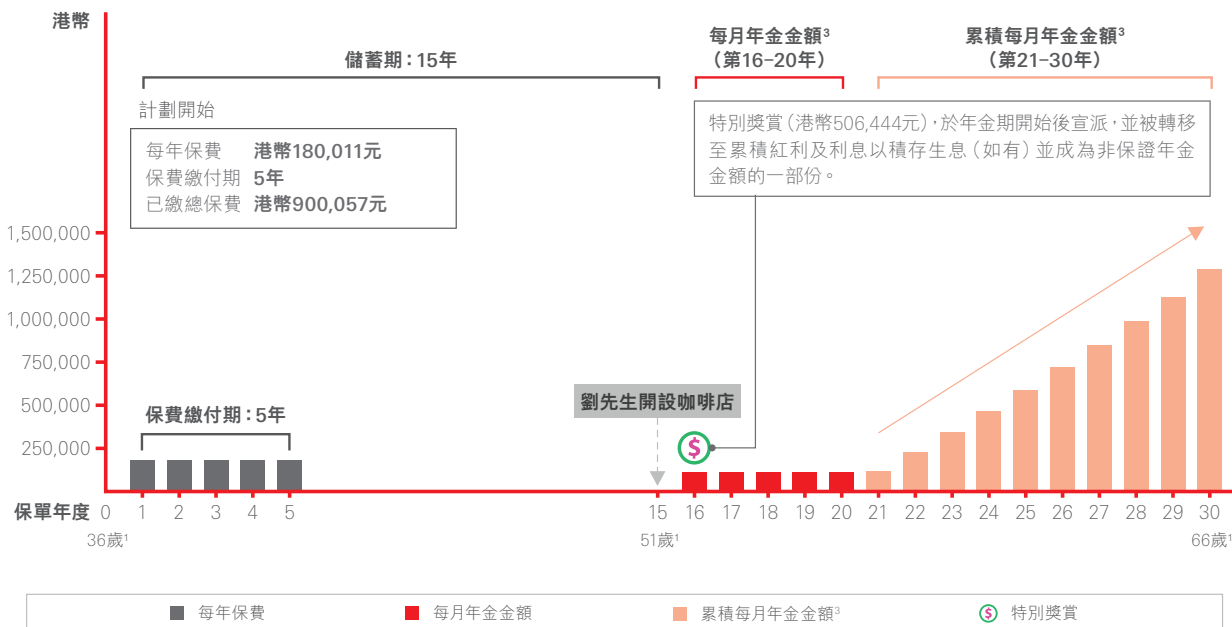 港幣
儲蓄期：15年
每月年金金額³
（第16–20年）
累積每月年金金額³
（第21–30年）
計劃開始
每年保費 港幣180,011元
保費繳付期 5年
已繳總保費 港幣900,057元
特別獎賞（港幣506,444元），於年金期開始後宣派，並被轉移
至累積紅利及利息以積存生息（如有）並成為非保證年金
金額的一部份。
1,500,000
1,250,000
1,000,000
750,000
500,000
250,000
保費繳付期：5年
劉先生開設咖啡店
$
保單年度 0 1 2 3 4 5 15 16 17 18 19 20 21 22 23 24 25 26 27 28 29 30
36歲¹ 51歲¹ 66歲¹
每年保費 每月年金金額 累積每月年金金額³ $ 特別獎賞